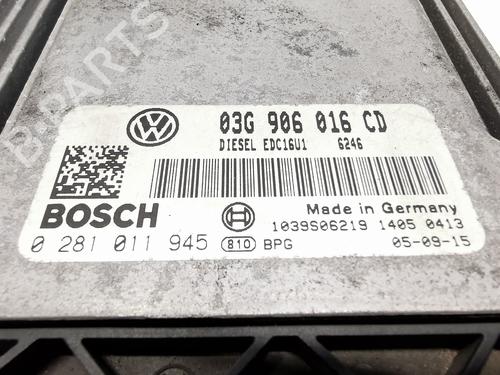 B-PARTS
03G 906 016 CD
DIESEL EDC16U1 6246
BOSCH
Made in Germany
1039S06219 1405 0413
0 281 011 945 810 BPG 05-09-15